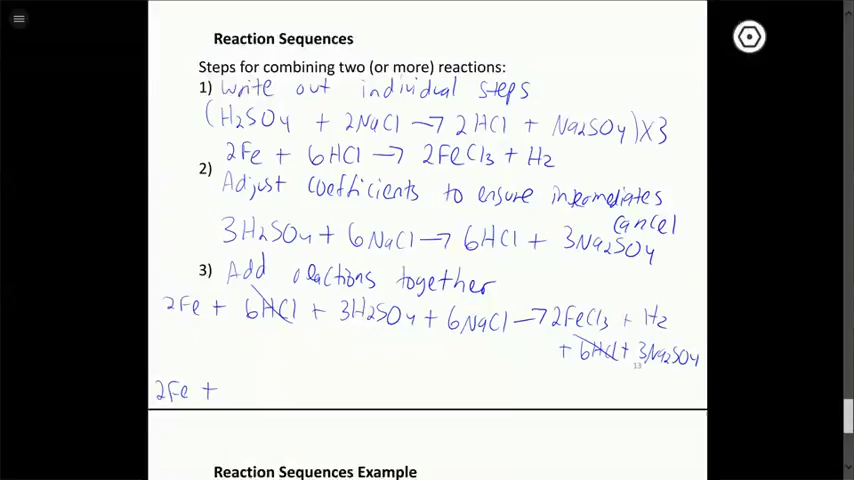 Reaction Sequences
Steps for combining two (or more) reactions:
1) Write out individual steps
(H2SO4 + 2NaCl → 2HCl + Na2SO4) x3
2Fe + 6HCl → 2FeCl3 + H2
2)
Adjust coefficients to ensure intermediates
cancel
3H2SO4 + 6NaCl → 6HCl + 3Na2SO4
3) Add reactions together
2Fe + 6HCl + 3H2SO4 + 6NaCl → 2FeCl3 + H2
+ 6HCl + 3Na2SO4
13
2Fe +
Reaction Sequences Example